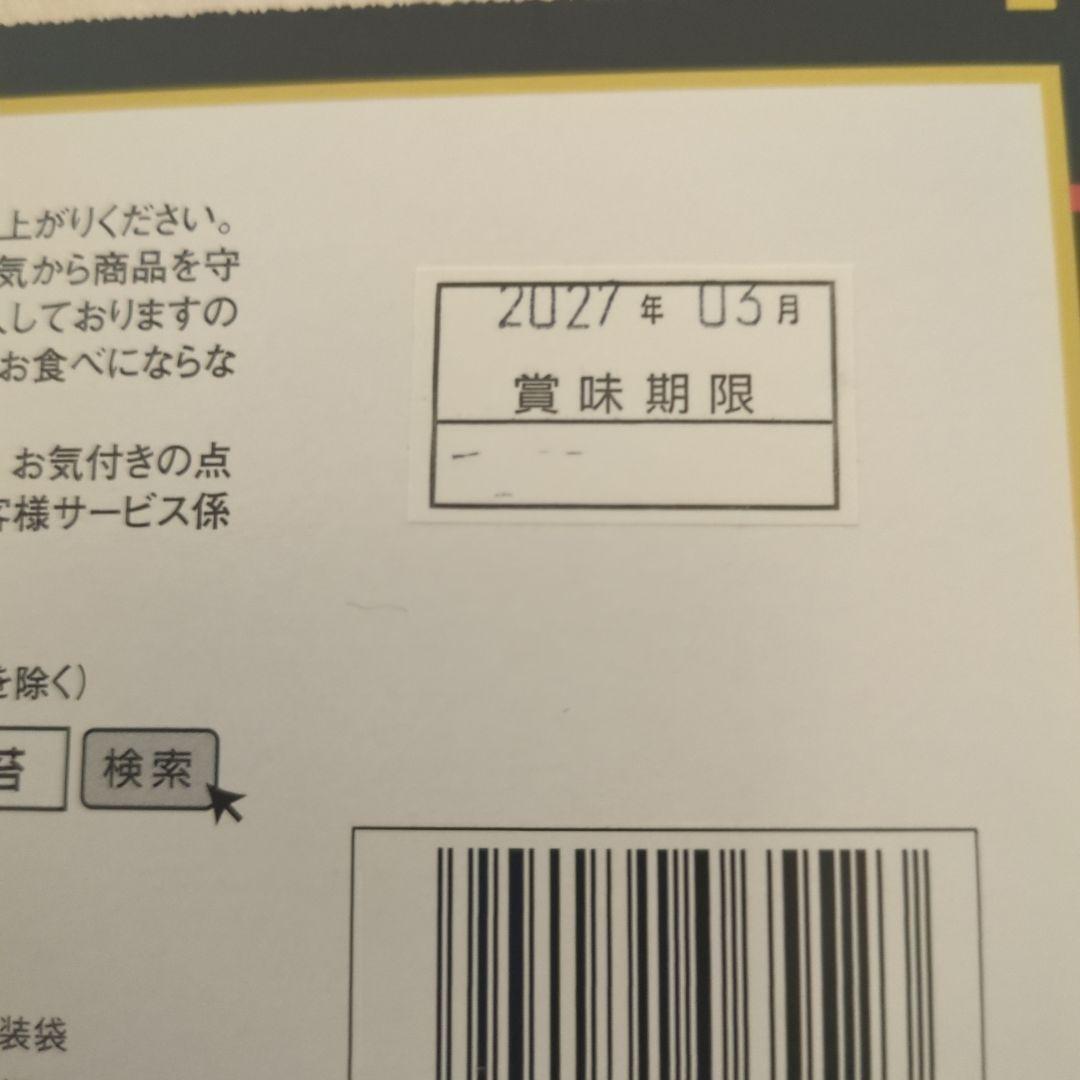 上がりください。
気から商品を守
入しておりますの
お食べにならな
お気付きの点
客様サービス係
を除く)
苔 検索
装袋
2027年 03月
賞味期限